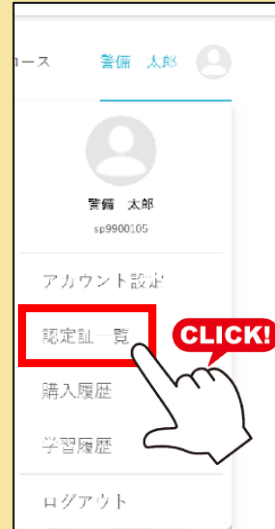 ュース 警備 太郎
警備 太郎
sp9900105
アカウント設定
認定証一覧
CLICK!
購入履歴
学習履歴
ログアウト